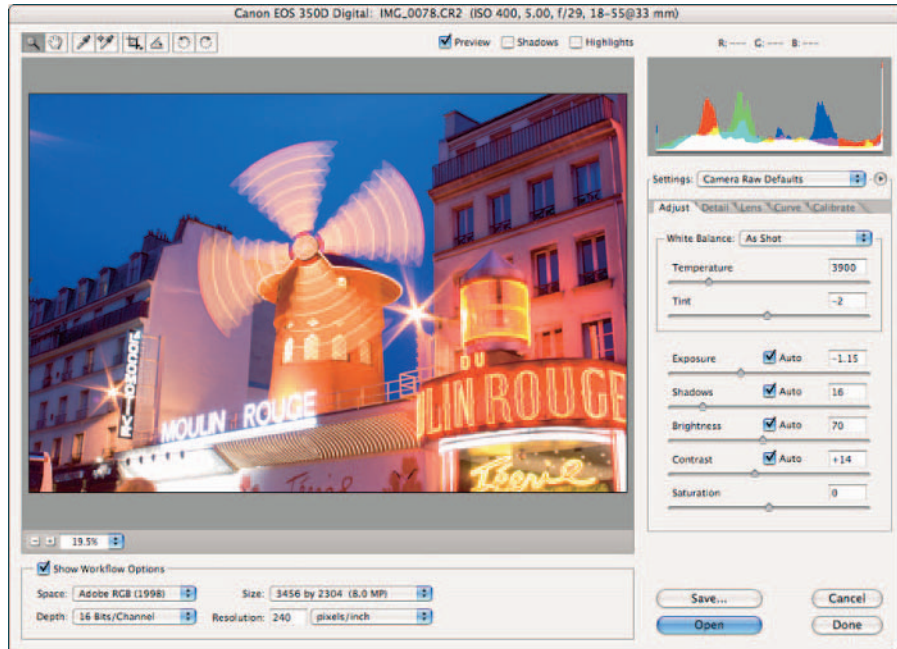 Canon EOS 350D Digital: IMG_0078.CR2 (ISO 400, 5.00, f/29, 18-55@33 mm)
Preview Shadows Highlights R: --- G: --- B: ---
Settings: Camera Raw Defaults
Adjust Detail Lens Curve Calibrate
White Balance: As Shot
Temperature 3900
Tint -2
Exposure Auto -1.15
Shadows Auto 16
Brightness Auto 70
Contrast Auto +14
Saturation 0
MOULIN ROUGE
DU
ULIN ROUGE
19.5%
Show Workflow Options
Space: Adobe RGB (1998) Size: 3456 by 2304 (8.0 MP)
Depth: 16 Bits/Channel Resolution: 240 pixels/inch
Save... Cancel
Open Done